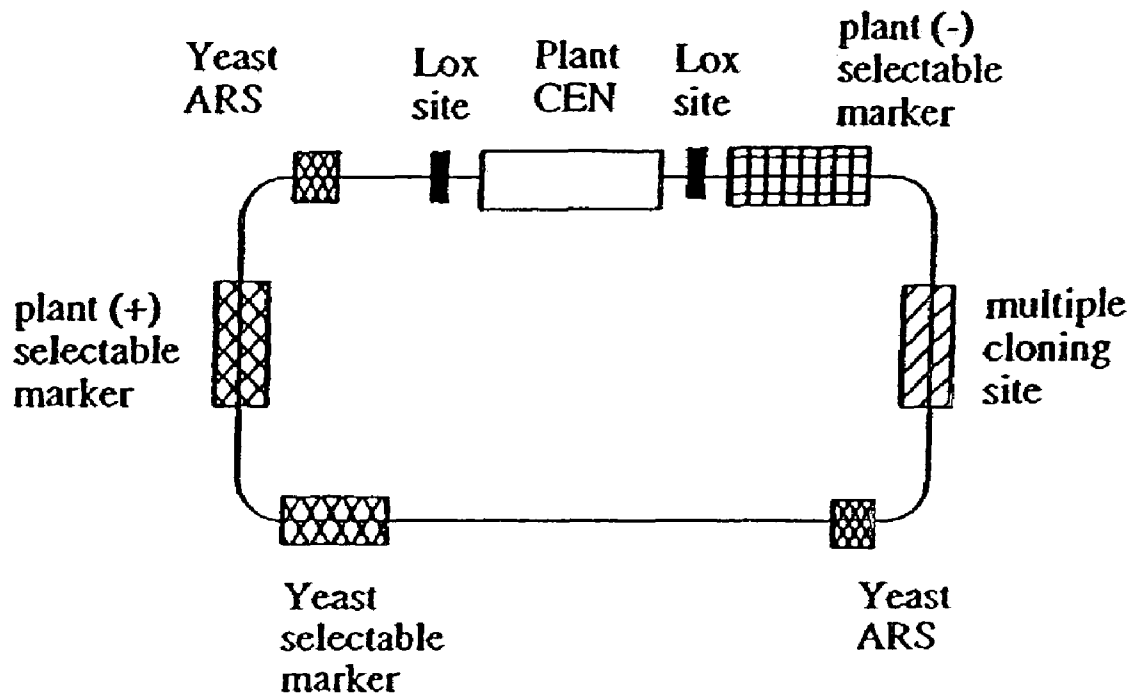 Yeast
ARS
Lox
site
Plant
CEN
Lox
site
plant (-)
selectable
marker
plant (+)
selectable
marker
multiple
cloning
site
Yeast
selectable
marker
Yeast
ARS